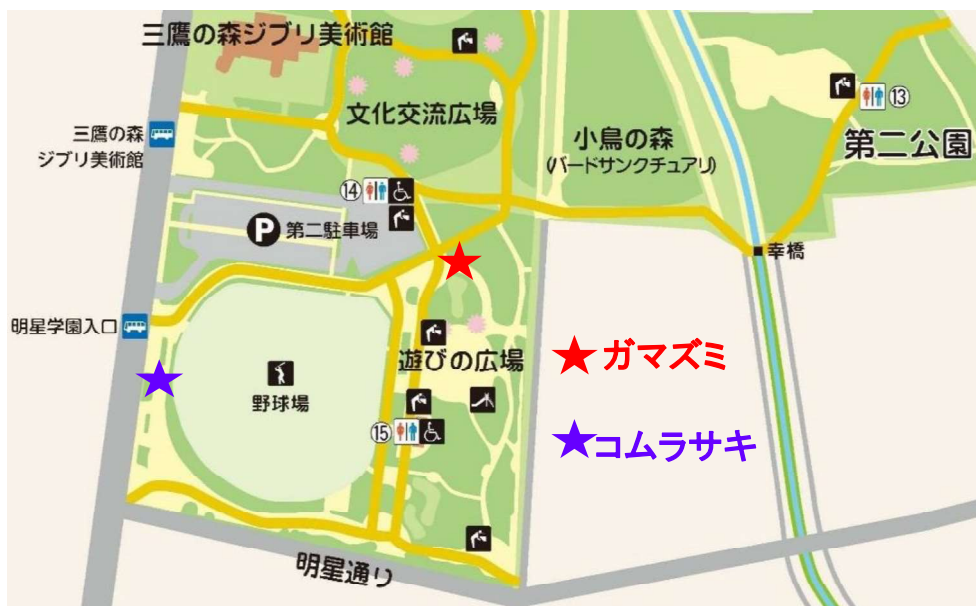 三鷹の森ジブリ美術館
文化交流広場
三鷹の森
ジブリ美術館
小鳥の森
(バードサンクチュアリ)
⑬
第二公園
⑭
P 第二駐車場
幸橋
明星学園入口
遊びの広場
野球場
⑮
明星通り
★ガマズミ
★コムラサキ